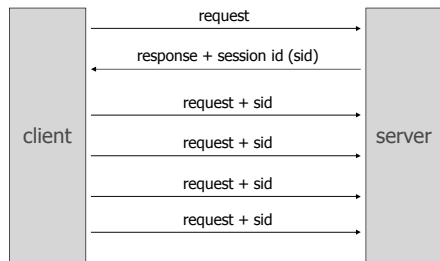 request
response + session id (sid)
request + sid
client
server
request + sid
request + sid
request + sid